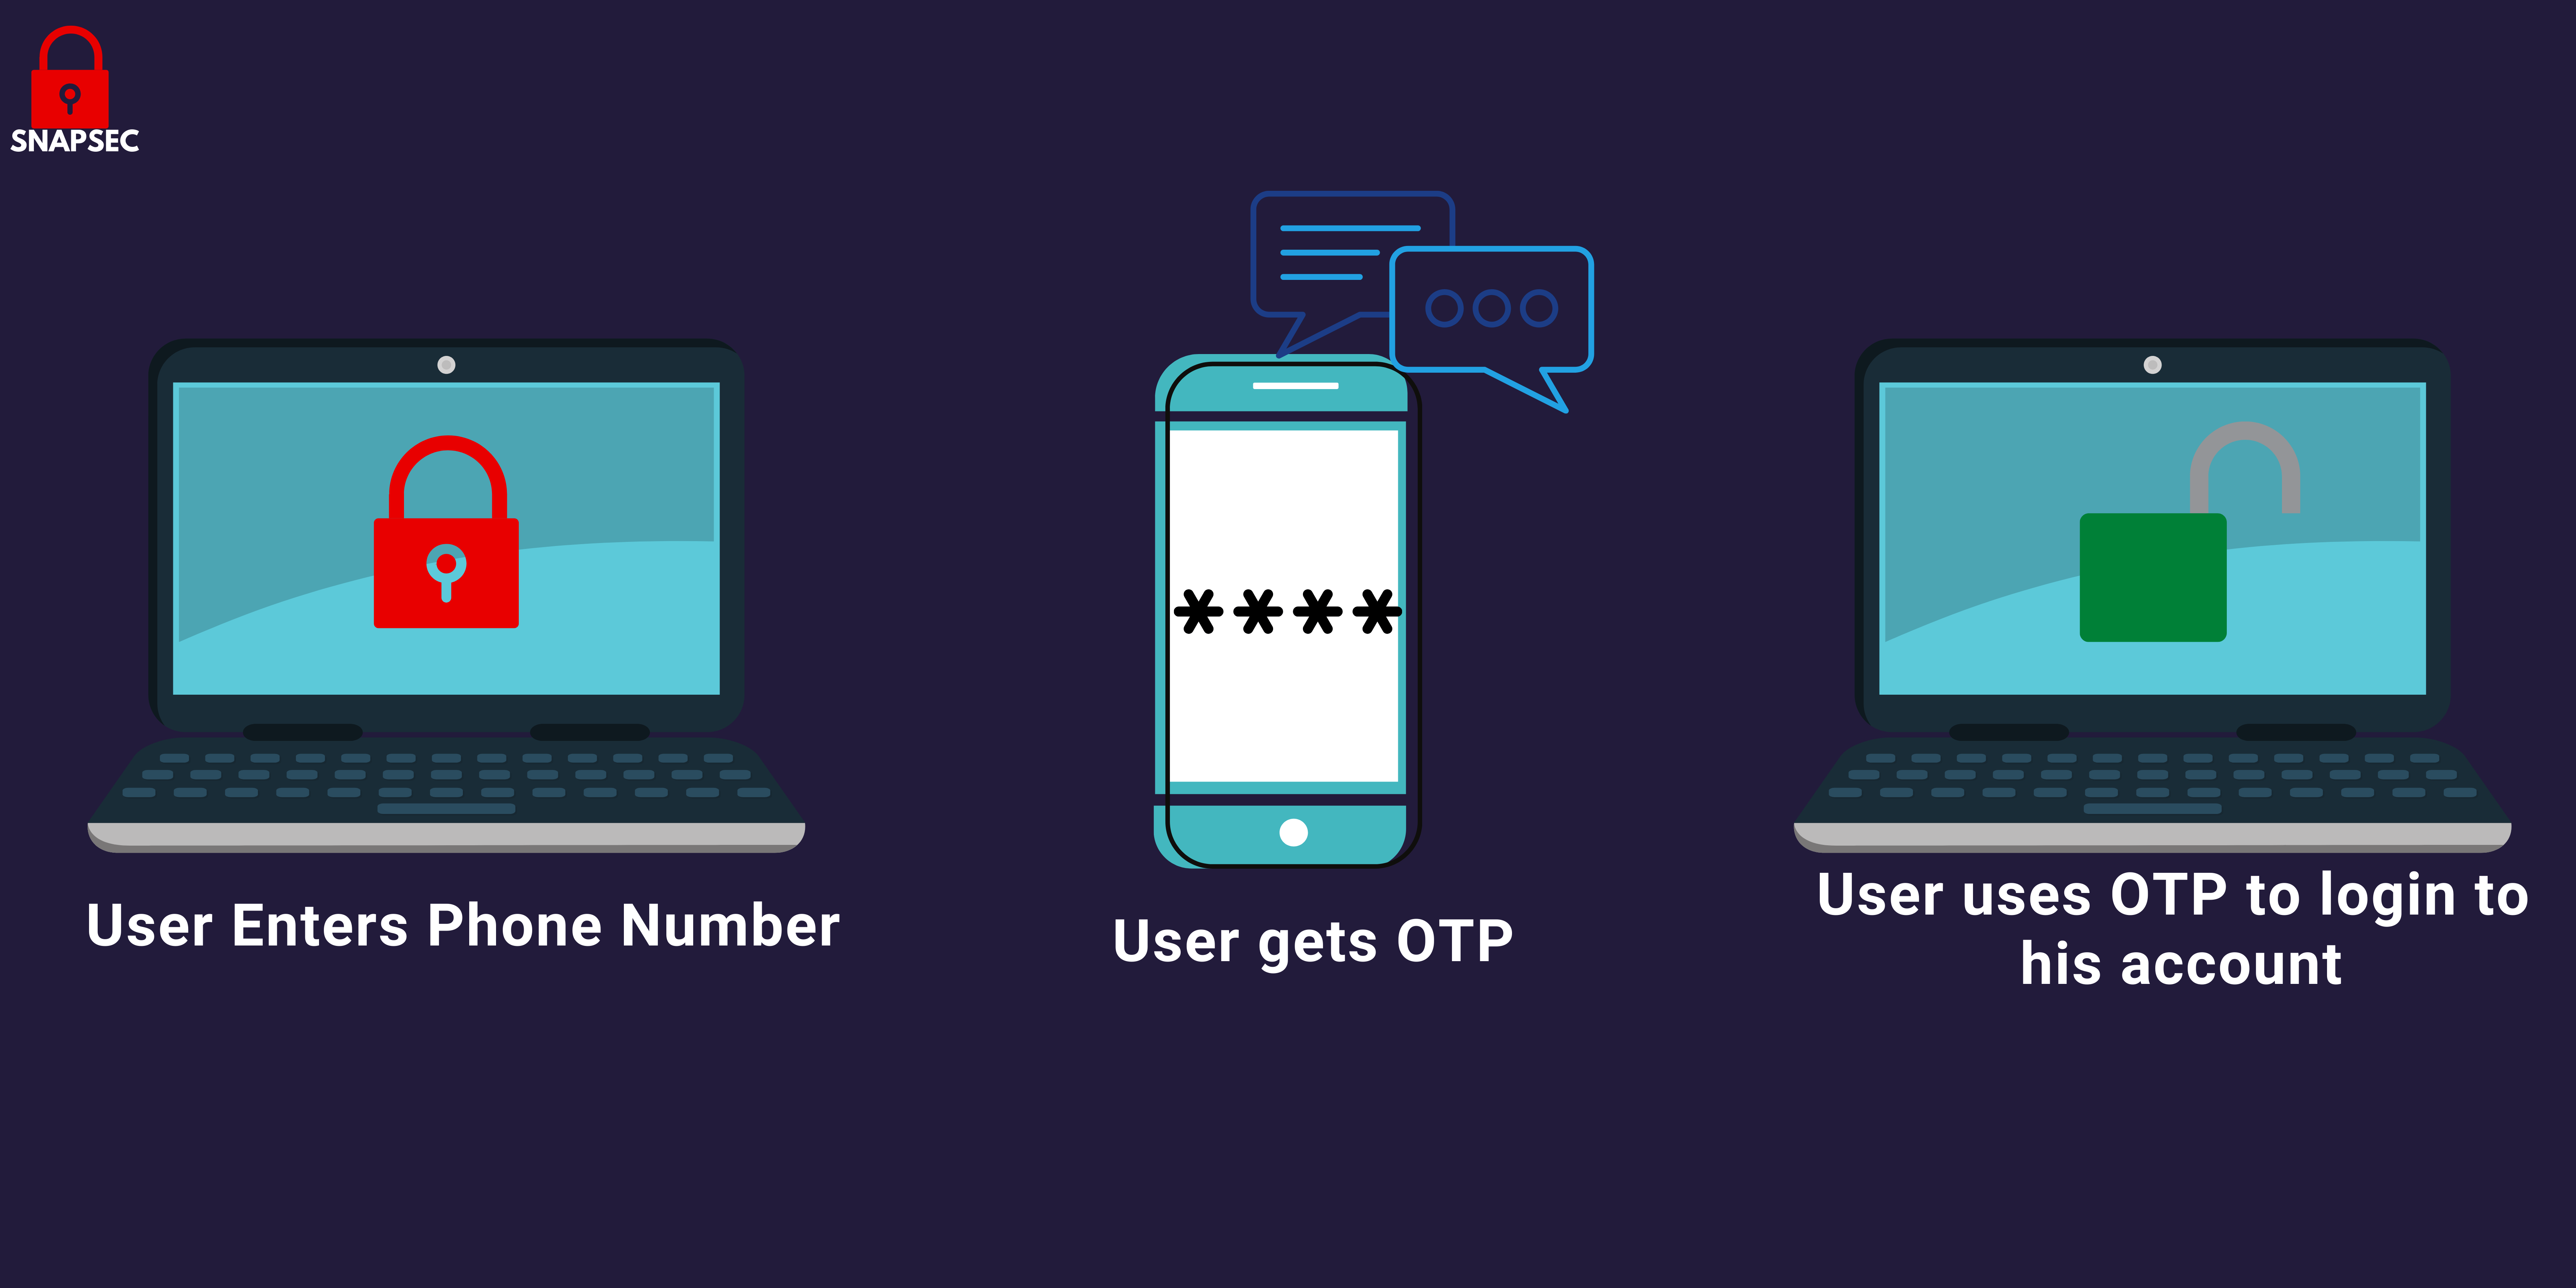 SNAPSEC
****
User Enters Phone Number
User gets OTP
User uses OTP to login to
his account